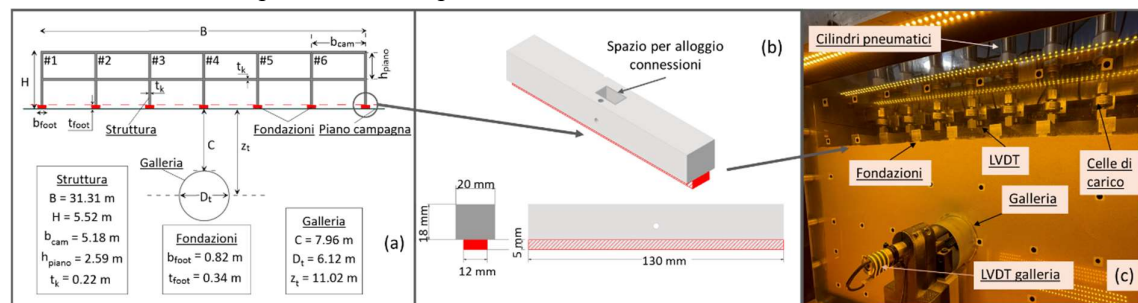 B
b_cam
#1 #2 #3 #4 #5 #6
H
h_piano
t_k
t_k
b_foot
t_foot
Struttura
Fondazioni
Piano campagna
C
z_t
Galleria
D_t
Struttura
B = 31.31 m
H = 5.52 m
b_cam = 5.18 m
h_piano = 2.59 m
t_k = 0.22 m
Fondazioni
b_foot = 0.82 m
t_foot = 0.34 m
Galleria
C = 7.96 m
D_t = 6.12 m
z_t = 11.02 m
(a)
Spazio per alloggio
connessioni
(b)
20 mm
18 mm
12 mm
5 mm
130 mm
Cilindri pneumatici
Fondazioni
LVDT
Celle di
carico
Galleria
LVDT galleria
(c)